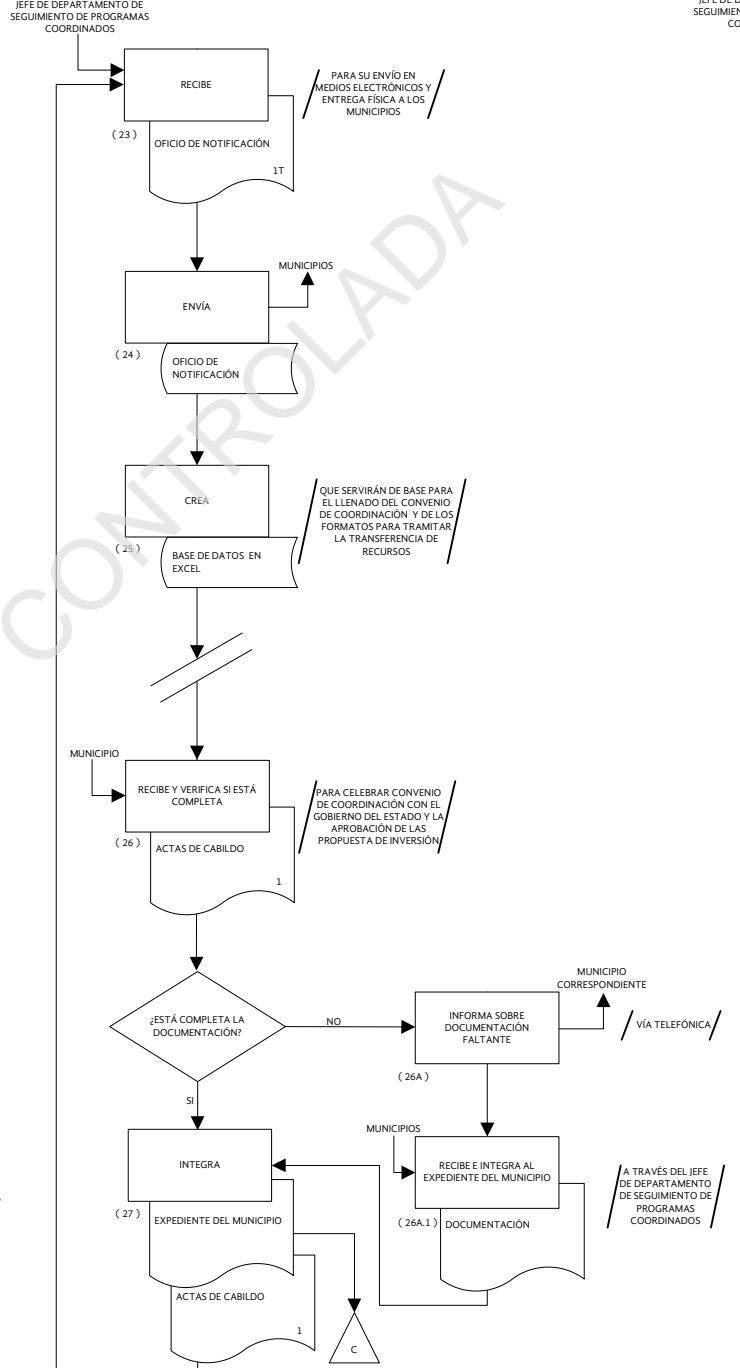 JEFE DE DEPARTAMENTO DE
SEGUIMIENTO DE PROGRAMAS
COORDINADOS
RECIBE
PARA SU ENVÍO EN
MEDIOS ELECTRÓNICOS Y
ENTREGA FÍSICA A LOS
MUNICIPIOS
( 23 )
OFICIO DE NOTIFICACIÓN
1T
MUNICIPIOS
ENVÍA
( 24 )
OFICIO DE
NOTIFICACIÓN
CREA
QUE SERVIRÁN DE BASE PARA
EL LLENADO DEL CONVENIO
DE COORDINACIÓN Y DE LOS
FORMATOS PARA TRAMITAR
LA TRANSFERENCIA DE
RECURSOS
( 25 )
BASE DE DATOS EN
EXCEL
MUNICIPIO
RECIBE Y VERIFICA SI ESTÁ
COMPLETA
PARA CELEBRAR CONVENIO
DE COORDINACIÓN CON EL
GOBIERNO DEL ESTADO Y LA
APROBACIÓN DE LAS
PROPUESTA DE INVERSIÓN
( 26 )
ACTAS DE CABILDO
1
¿ESTÁ COMPLETA LA
DOCUMENTACIÓN?
NO
SI
MUNICIPIO
CORRESPONDIENTE
INFORMA SOBRE
DOCUMENTACIÓN
FALTANTE
VÍA TELEFÓNICA
( 26A )
MUNICIPIOS
RECIBE E INTEGRA AL
EXPEDIENTE DEL MUNICIPIO
A TRAVÉS DEL JEFE
DE DEPARTAMENTO
DE SEGUIMIENTO DE
PROGRAMAS
COORDINADOS
( 26A.1 )
DOCUMENTACIÓN
INTEGRA
( 27 )
EXPEDIENTE DEL MUNICIPIO
ACTAS DE CABILDO
1
C
CONTROLADA